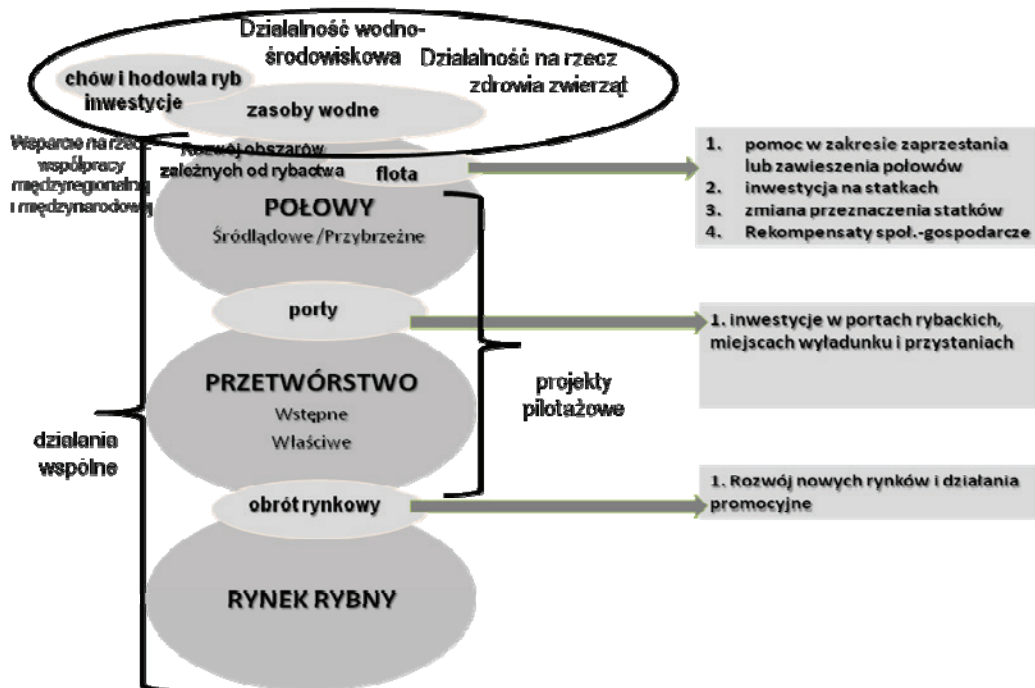 Działalność wodno-
środowiskowa
Działalność na rzecz
zdrowia zwierząt
chów i hodowla ryb
inwestycje
zasoby wodne
Wsparcie na rzecz
współpracy
międzyregionalnej
i międzynarodowej
Rozwój obszarów
zależnych od rybactwa
flota
POŁOWY
Śródlądowe /Przybrzeżne
1. pomoc w zakresie zaprzestania
lub zawieszenia połowów
2. inwestycja na statkach
3. zmiana przeznaczenia statków
4. Rekompensaty społ.-gospodarcze
porty
1. inwestycje w portach rybackich,
miejscach wyładunku i przystaniach
PRZETWÓRSTWO
Wstępne
Właściwe
projekty
pilotażowe
działania
wspólne
obrót rynkowy
1. Rozwój nowych rynków i działania
promocyjne
RYNEK RYBNY